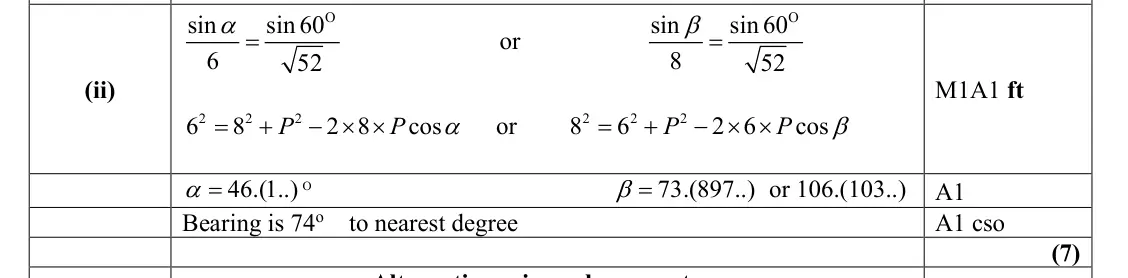 sin α / 6 = sin 60^O / √52 or sin β / 8 = sin 60^O / √52
(ii)
M1A1 ft
6² = 8² + P² − 2×8×P cos α or 8² = 6² + P² − 2×6×P cos β
α = 46.(1..)° β = 73.(897..) or 106.(103..) A1
Bearing is 74° to nearest degree A1 cso
(7)